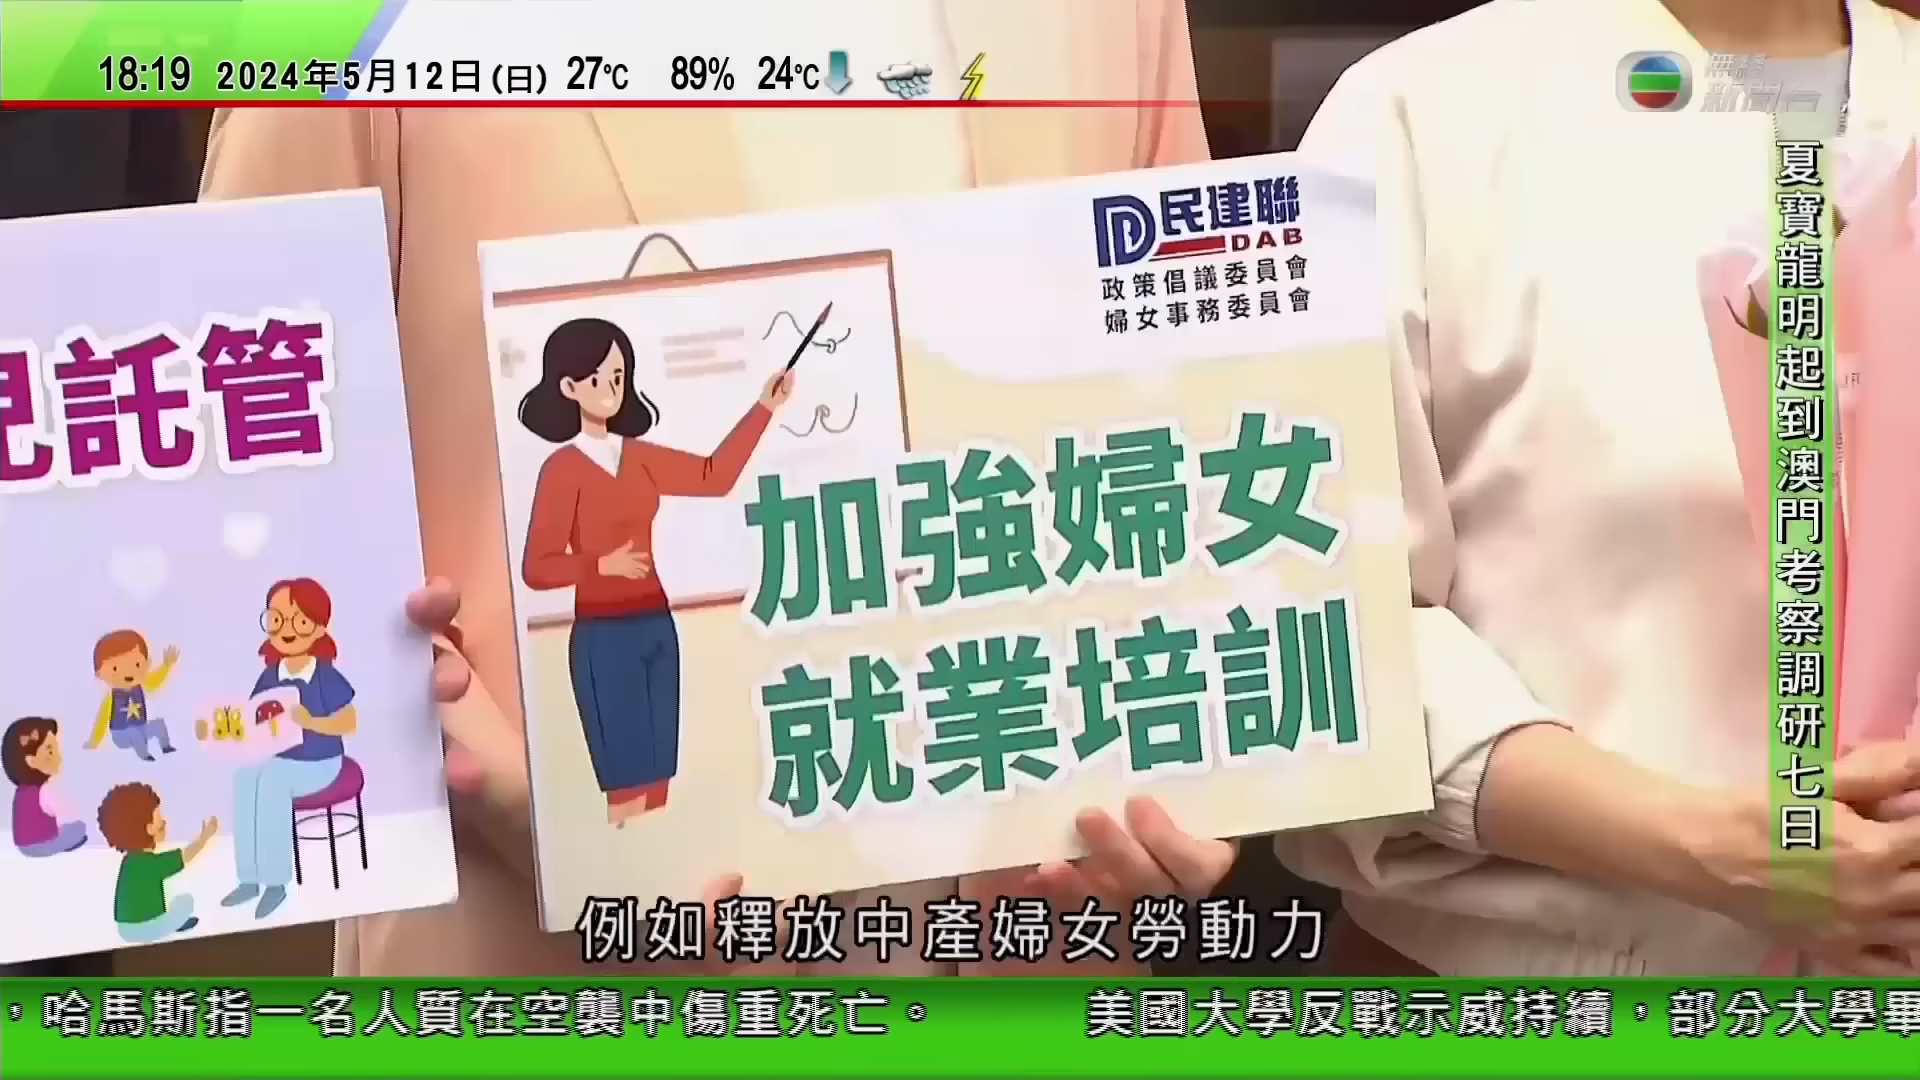 18:19 2024年5月12日(日) 27℃ 89% 24℃
無綫
新聞台
夏寶龍明起到澳門考察調研七日
民建聯
DAB
政策倡議委員會
婦女事務委員會
兒託管
加強婦女
就業培訓
例如釋放中產婦女勞動力
，哈馬斯指一名人質在空襲中傷重死亡。 美國大學反戰示威持續，部分大學畢